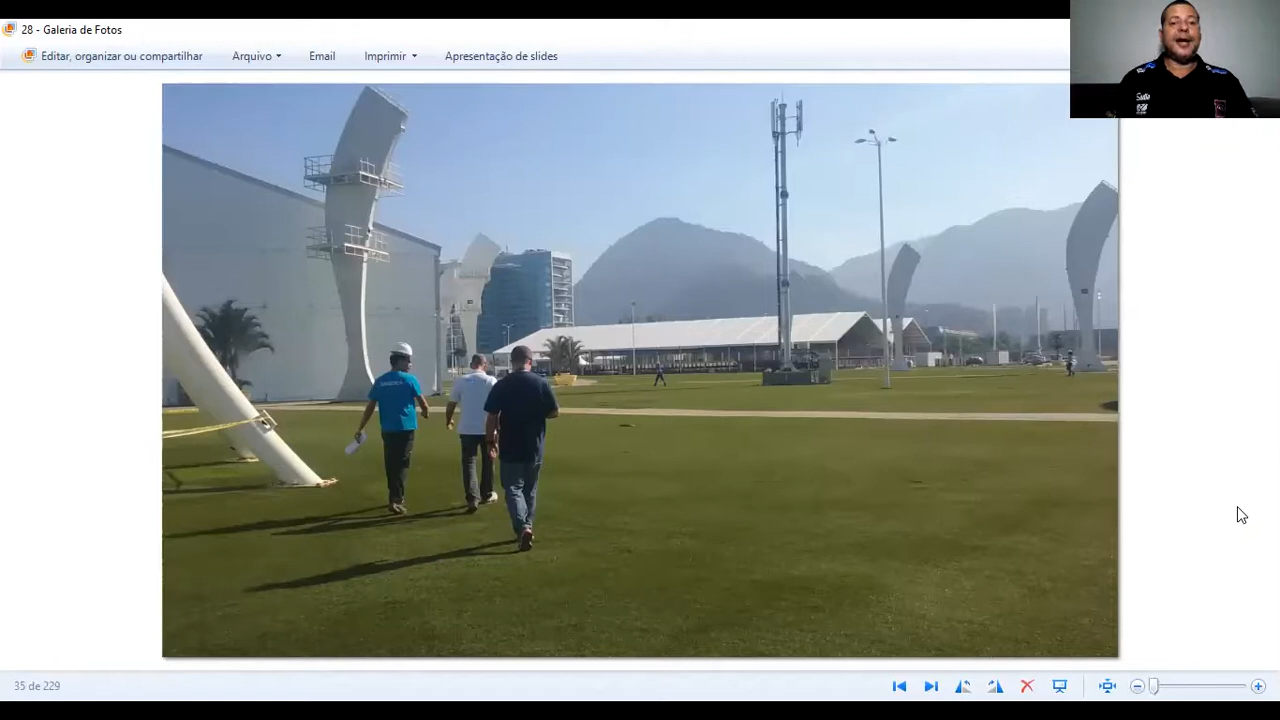 28 - Galeria de Fotos
Editar, organizar ou compartilhar Arquivo Email Imprimir Apresentação de slides
35 de 229